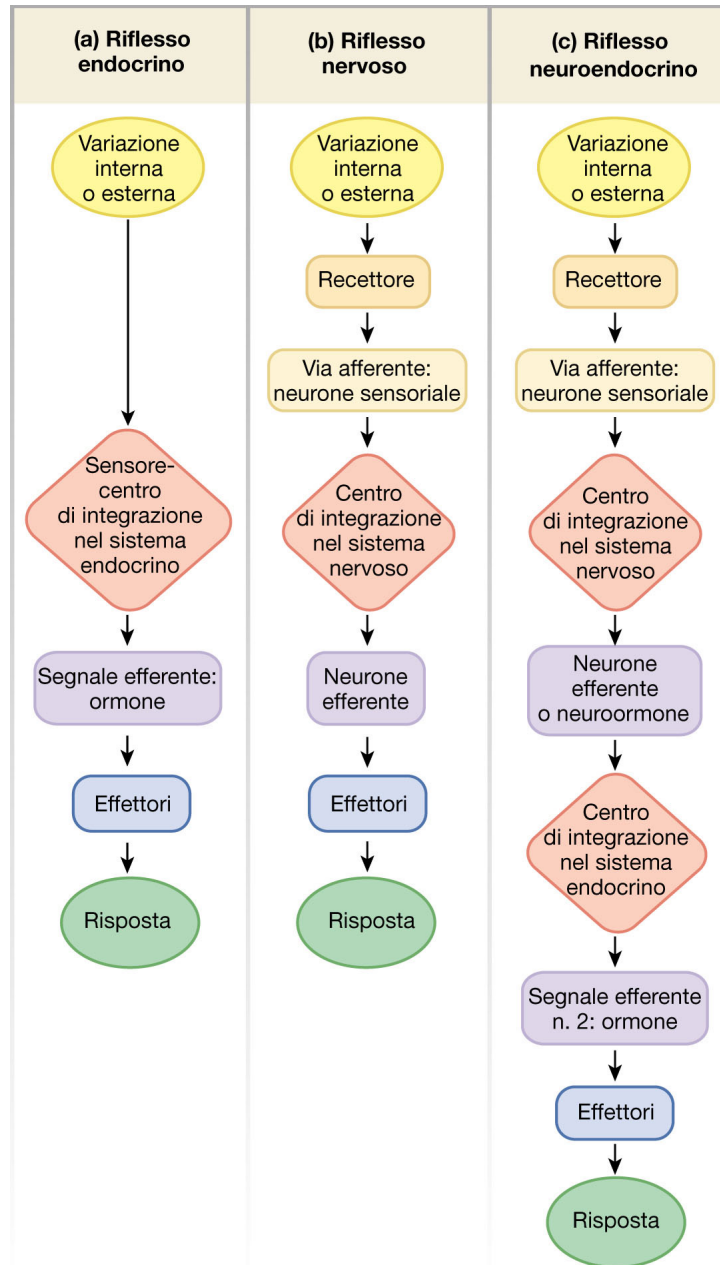 (a) Riflesso
endocrino
Variazione
interna
o esterna
Sensore-
centro
di integrazione
nel sistema
endocrino
Segnale efferente:
ormone
Effettori
Risposta
(b) Riflesso
nervoso
Variazione
interna
o esterna
Recettore
Via afferente:
neurone sensoriale
Centro
di integrazione
nel sistema
nervoso
Neurone
efferente
Effettori
Risposta
(c) Riflesso
neuroendocrino
Variazione
interna
o esterna
Recettore
Via afferente:
neurone sensoriale
Centro
di integrazione
nel sistema
nervoso
Neurone
efferente
o neuroormone
Centro
di integrazione
nel sistema
endocrino
Segnale efferente
n. 2: ormone
Effettori
Risposta